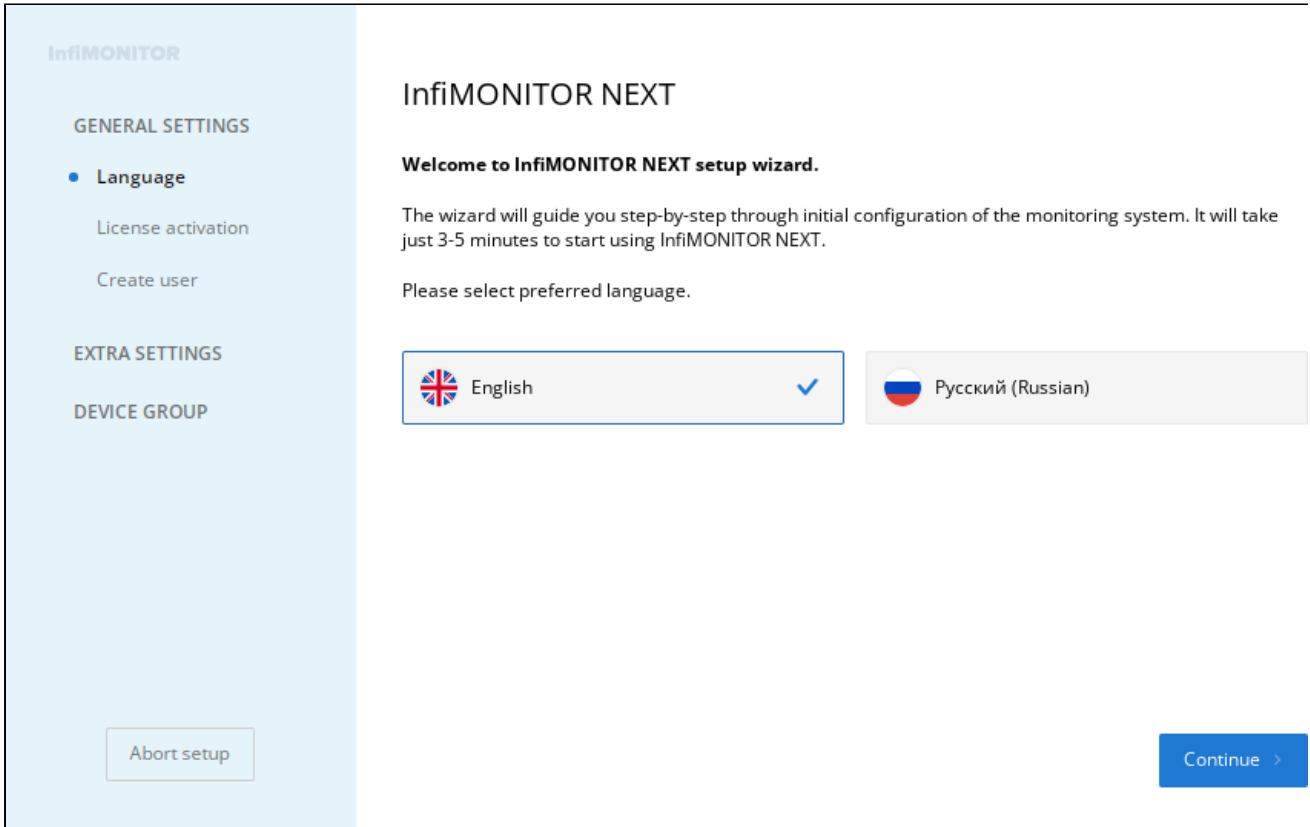 InfiMONITOR
GENERAL SETTINGS
Language
License activation
Create user
EXTRA SETTINGS
DEVICE GROUP
Abort setup
InfiMONITOR NEXT
Welcome to InfiMONITOR NEXT setup wizard.
The wizard will guide you step-by-step through initial configuration of the monitoring system. It will take
just 3-5 minutes to start using InfiMONITOR NEXT.
Please select preferred language.
English
Русский (Russian)
Continue